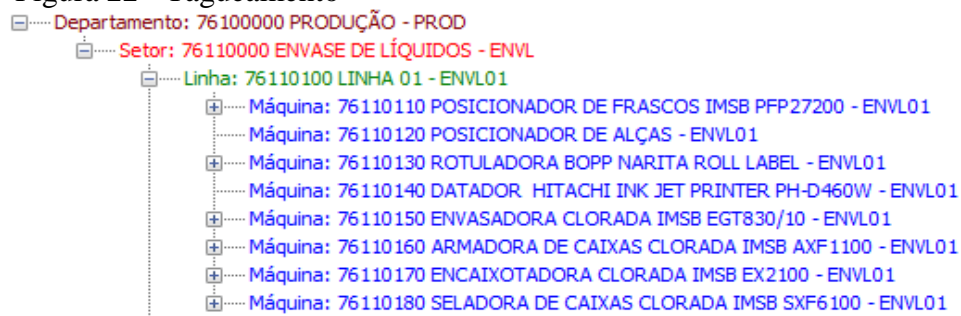 Departamento: 76100000 PRODUÇÃO - PROD
Setor: 76110000 ENVASE DE LÍQUIDOS - ENVL
Linha: 76110100 LINHA 01 - ENVL01
Máquina: 76110110 POSICIONADOR DE FRASCOS IMSB PFP27200 - ENVL01
Máquina: 76110120 POSICIONADOR DE ALÇAS - ENVL01
Máquina: 76110130 ROTULADORA BOPP NARITA ROLL LABEL - ENVL01
Máquina: 76110140 DATADOR  HITACHI INK JET PRINTER PH-D460W - ENVL01
Máquina: 76110150 ENVASADORA CLORADA IMSB EGT830/10 - ENVL01
Máquina: 76110160 ARMADORA DE CAIXAS CLORADA IMSB AXF1100 - ENVL01
Máquina: 76110170 ENCAIXOTADORA CLORADA IMSB EX2100 - ENVL01
Máquina: 76110180 SELADORA DE CAIXAS CLORADA IMSB SXF6100 - ENVL01